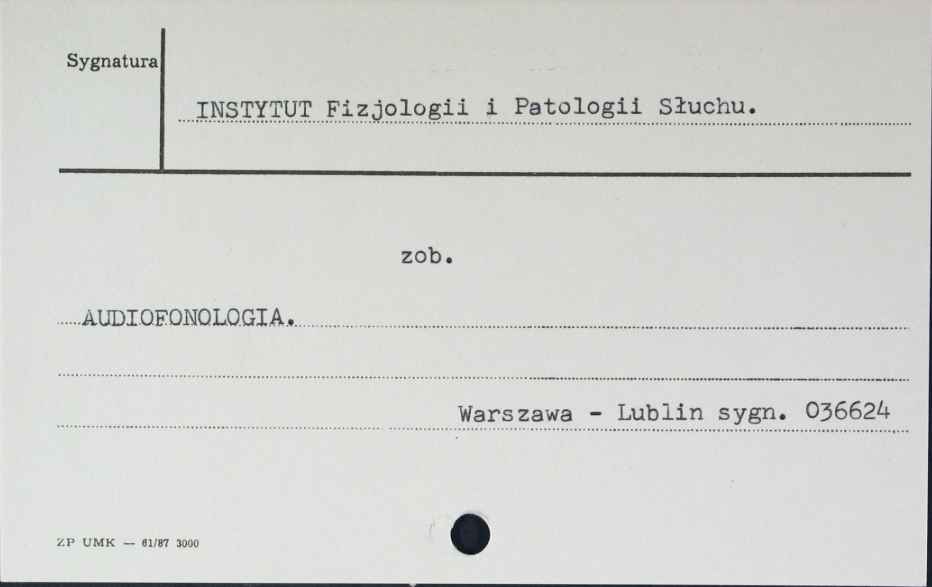 Sygnatura
INSTYTUT Fizjologii i Patologii Słuchu.
zob.
AUDIOFONOLOGIA.
Warszawa - Lublin sygn. 036624
ZP UMK — 61/87 3000